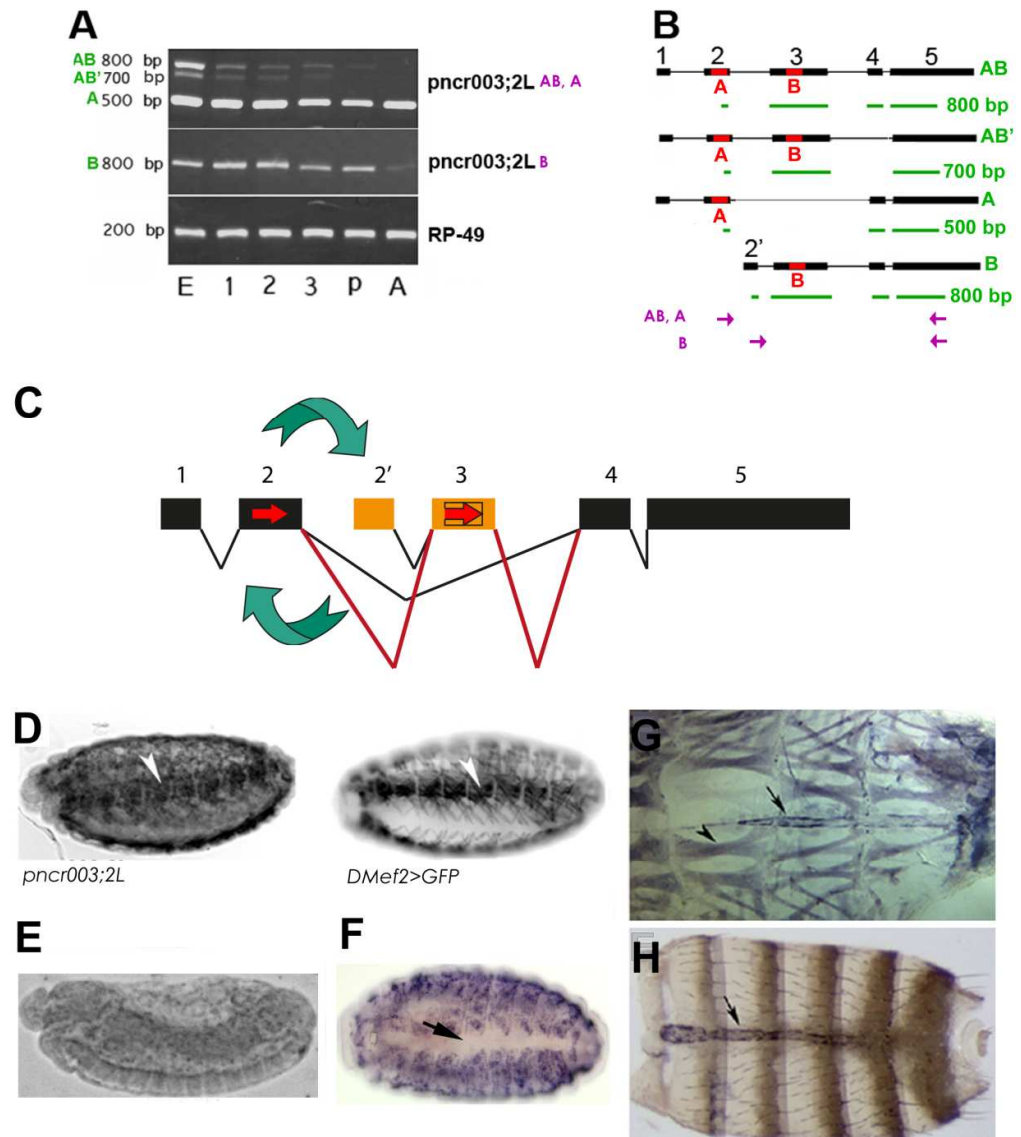 A
AB 800 bp
AB' 700 bp
A 500 bp
pncr003;2L AB, A
B 800 bp
pncr003;2L B
200 bp
RP-49
E 1 2 3 P A
B
1 2 3 4 5
AB
A B
800 bp
AB'
A B
700 bp
A
A
500 bp
2'
B
B
800 bp
AB, A
B
C
1 2 2' 3 4 5
D
pncr003;2L
DMef2>GFP
E
F
G
H